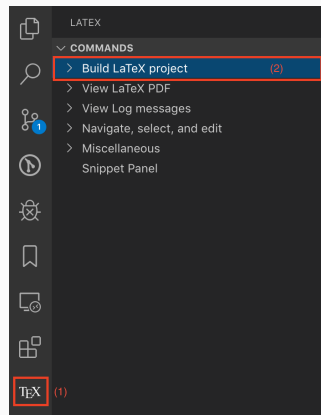 LATEX
COMMANDS
Build LaTeX project (2)
View LaTeX PDF
View Log messages
Navigate, select, and edit
Miscellaneous
Snippet Panel
1
TEX (1)